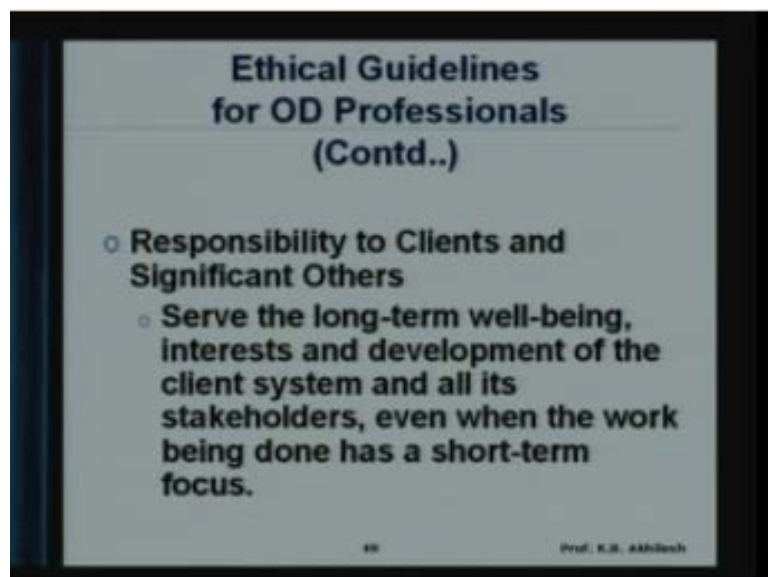 Ethical Guidelines
for OD Professionals
(Contd..)
o Responsibility to Clients and
Significant Others
o Serve the long-term well-being,
interests and development of the
client system and all its
stakeholders, even when the work
being done has a short-term
focus.
Prof. K.B. Akhilesh